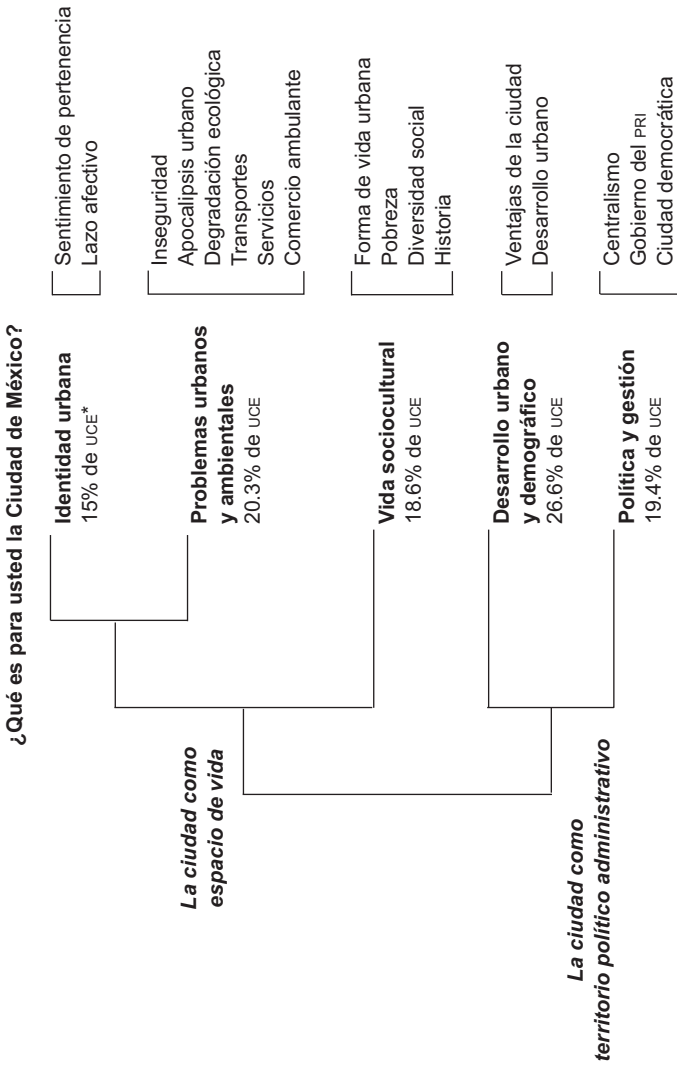 ¿Qué es para usted la Ciudad de México?
La ciudad como
espacio de vida
Identidad urbana
15% de UCE*
Sentimiento de pertenencia
Lazo afectivo
Problemas urbanos
y ambientales
20.3% de UCE
Inseguridad
Apocalipsis urbano
Degradación ecológica
Transportes
Servicios
Comercio ambulante
Vida sociocultural
18.6% de UCE
Forma de vida urbana
Pobreza
Diversidad social
Historia
La ciudad como
territorio político administrativo
Desarrollo urbano
y demográfico
26.6% de UCE
Ventajas de la ciudad
Desarrollo urbano
Política y gestión
19.4% de UCE
Centralismo
Gobierno del PRI
Ciudad democrática